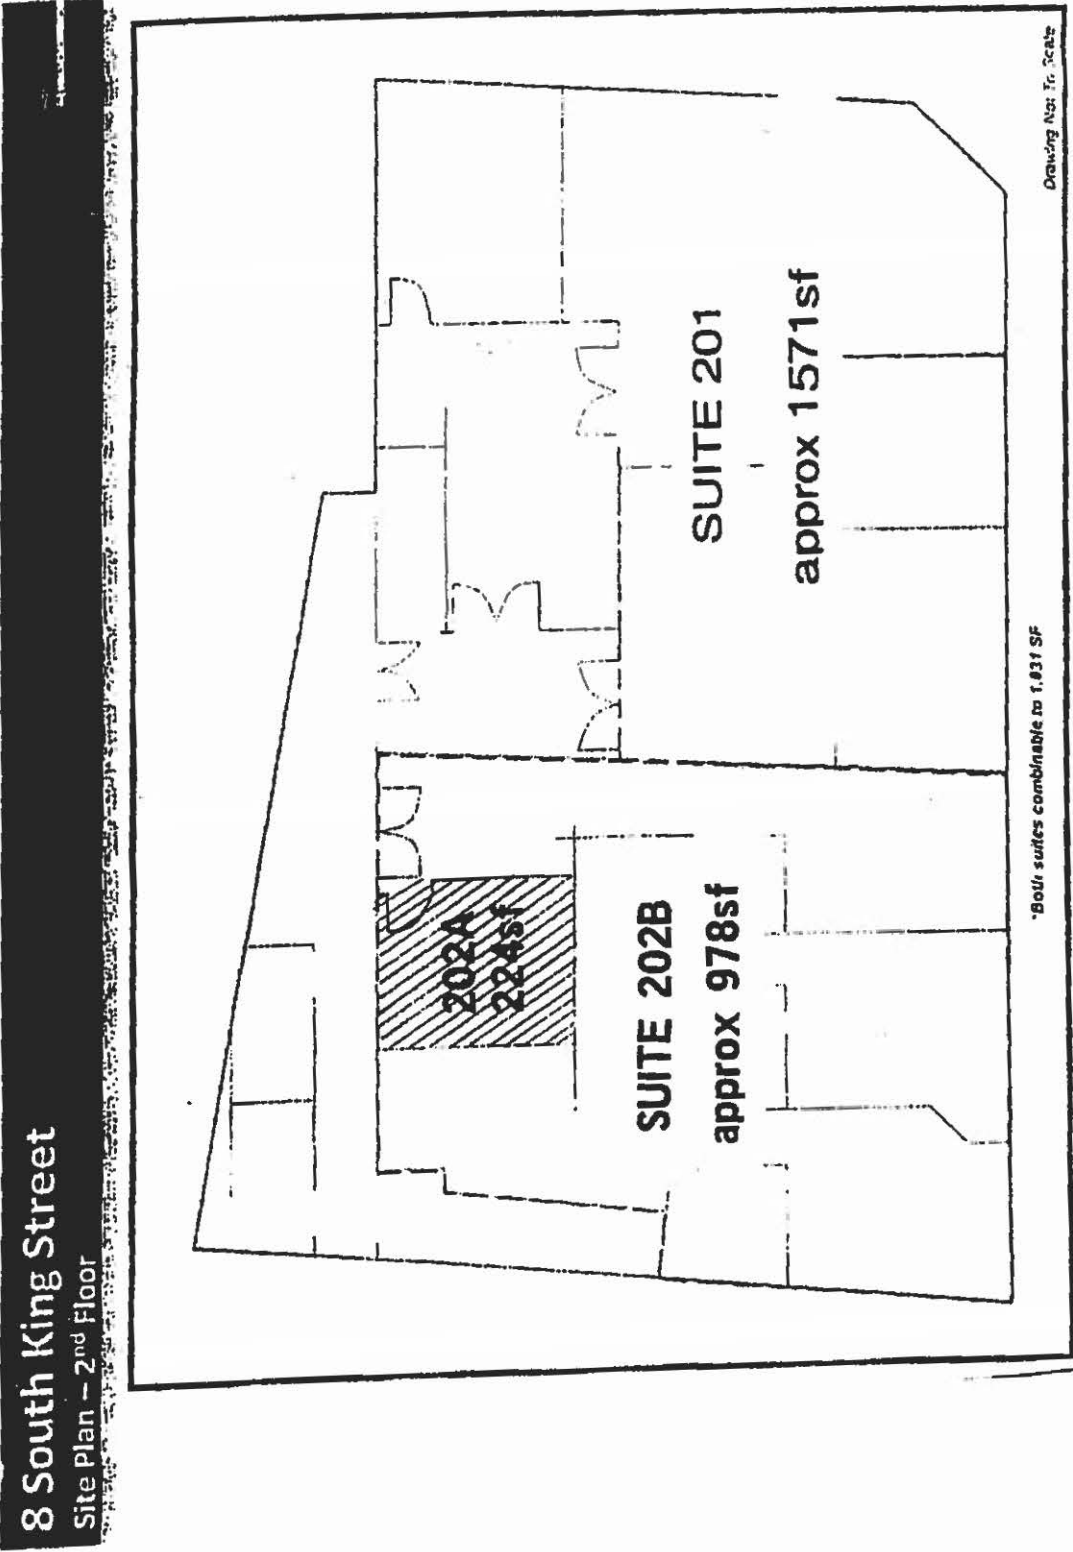 8 South King Street
Site Plan – 2nd Floor
202A
224sf
SUITE 202B
approx 978sf
SUITE 201
approx 1571sf
*Both suites combinable to 1,831 SF
Drawing Not To Scale